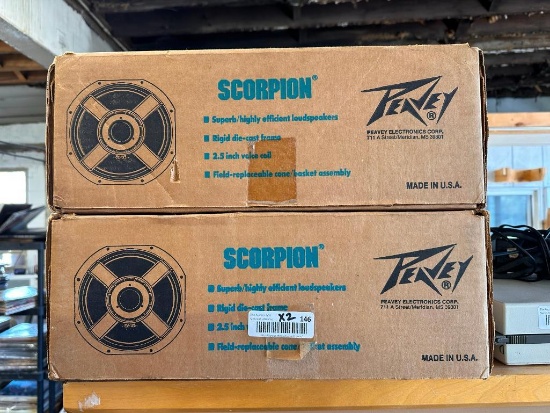 SCORPION®
■ Superb/highly efficient loudspeakers
■ Rigid die-cast frame
■ 2.5 inch voice coil
■ Field-replaceable cone/basket assembly
PEAVEY®
PEAVEY ELECTRONICS CORP.
711 A Street/Meridian, MS 39301
MADE IN U.S.A.
SCORPION®
■ Superb/highly efficient loudspeakers
■ Rigid die-cast frame
■ 2.5 inch
■ Field-replaceable assembly
X2 146
PEAVEY®
PEAVEY ELECTRONICS CORP.
711 A Street/Meridian, MS 39301
MADE IN U.S.A.